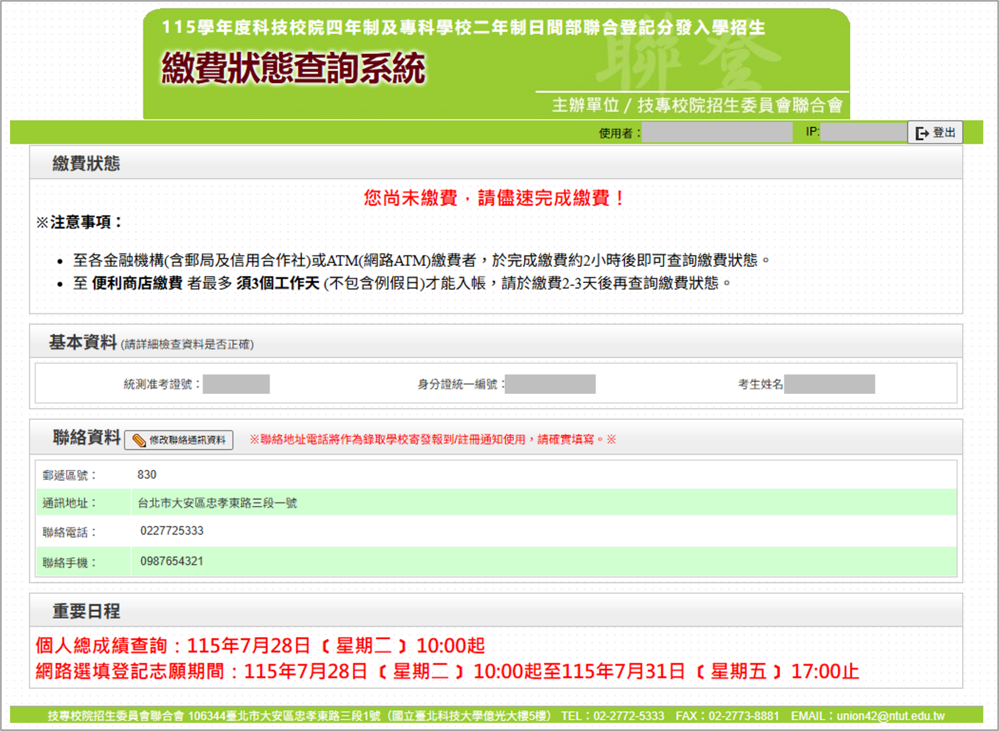 115學年度科技校院四年制及專科學校二年制日間部聯合登記分發入學招生
聯登
繳費狀態查詢系統
主辦單位 / 技專校院招生委員會聯合會
使用者： IP: 登出
繳費狀態
您尚未繳費，請儘速完成繳費！
※注意事項：
• 至各金融機構(含郵局及信用合作社)或ATM(網路ATM)繳費者，於完成繳費約2小時後即可查詢繳費狀態。
• 至 便利商店繳費 者最多 須3個工作天 (不包含例假日)才能入帳，請於繳費2-3天後再查詢繳費狀態。
基本資料 (請詳細檢查資料是否正確)
統測准考證號： 身分證統一編號： 考生姓名
聯絡資料 修改聯絡通訊資料 ※聯絡地址電話將作為錄取學校寄發報到/註冊通知使用，請確實填寫。※
郵遞區號： 830
通訊地址： 台北市大安區忠孝東路三段一號
聯絡電話： 0227725333
聯絡手機： 0987654321
重要日程
個人總成績查詢：115年7月28日﹝星期二﹞10:00起
網路選填登記志願期間：115年7月28日﹝星期二﹞10:00起至115年7月31日﹝星期五﹞17:00止
技專校院招生委員會聯合會 106344臺北市大安區忠孝東路三段1號（國立臺北科技大學億光大樓5樓） TEL：02-2772-5333 FAX：02-2773-8881 EMAIL：union42@ntut.edu.tw